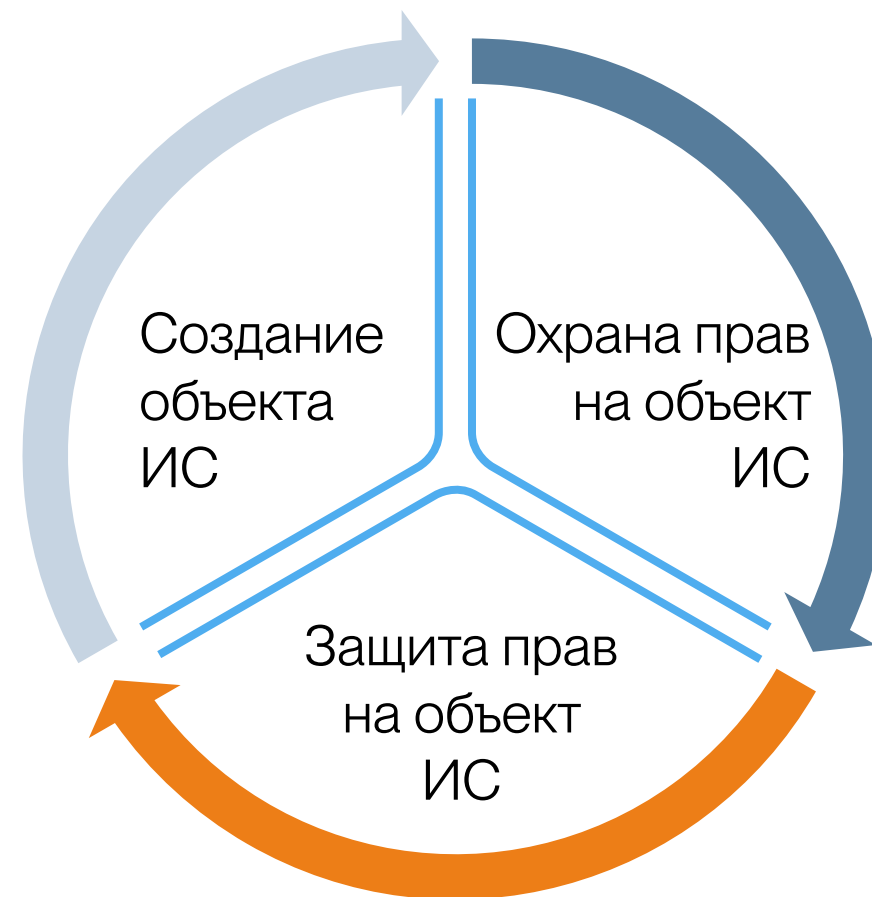 Создание
объекта
ИС
Охрана прав
на объект
ИС
Защита прав
на объект
ИС